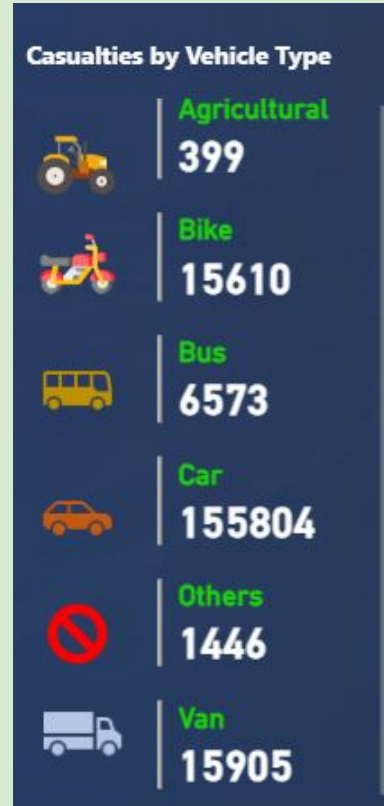 Casualties by Vehicle Type
Agricultural
399
Bike
15610
Bus
6573
Car
155804
Others
1446
Van
15905